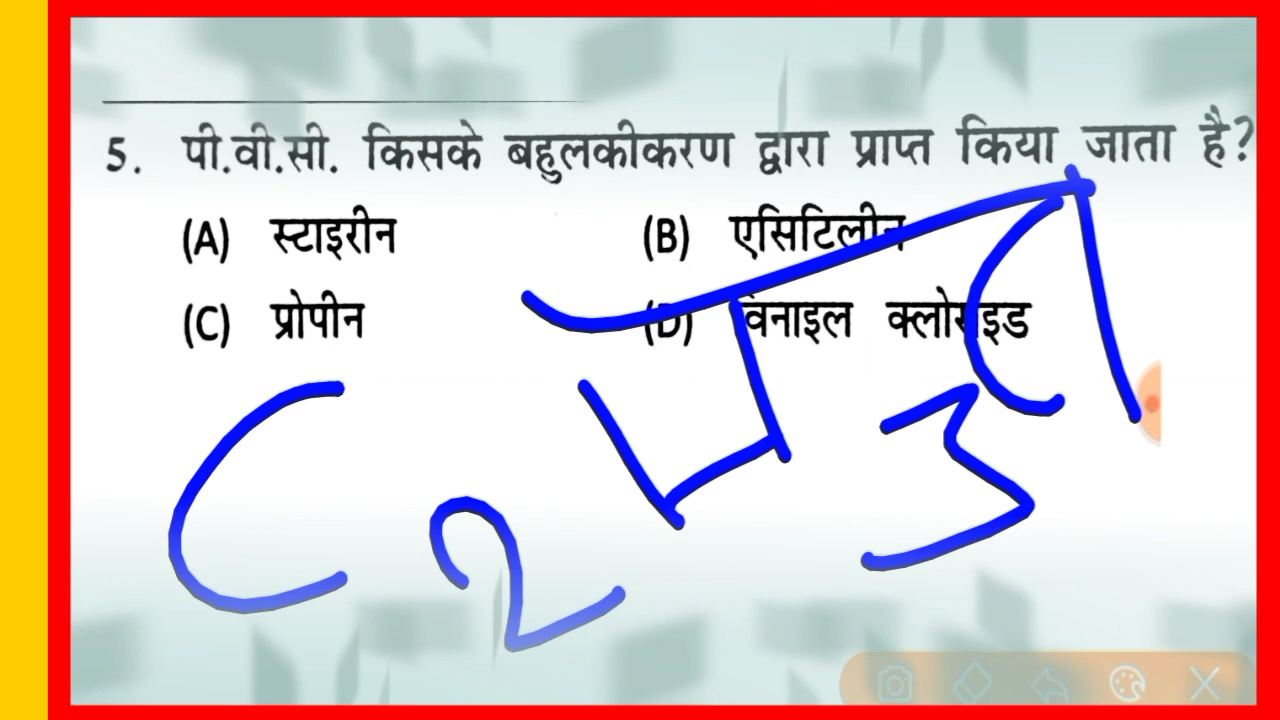 5. पी.वी.सी. किसके बहुलकीकरण द्वारा प्राप्त किया जाता है?
(A) स्टाइरीन (B) एसिटिलीन
(C) प्रोपीन (D) विनाइल क्लोराइड
C2H3Cl